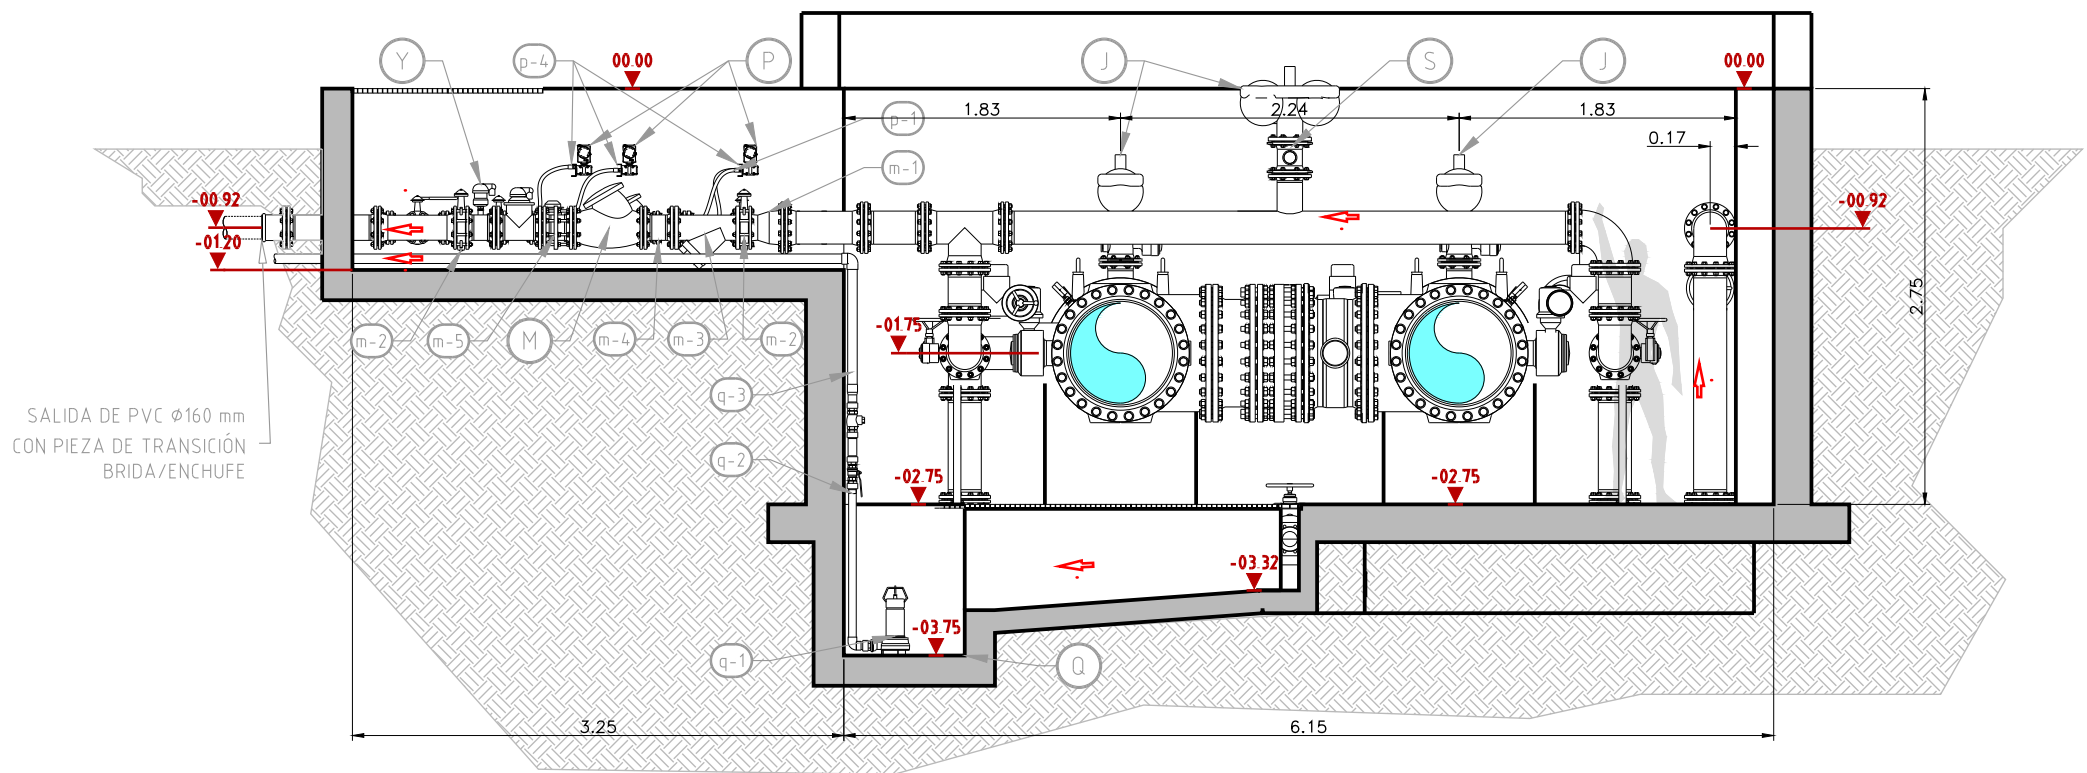 Y
p-4
P
J
S
J
00.00
00.00
1.83
2.24
1.83
p-1
m-1
0.17
-00.92
-01.20
-00.92
2.75
-01.75
m-2
m-5
M
m-4
m-3
m-2
q-3
SALIDA DE PVC Ø160 mm
CON PIEZA DE TRANSICIÓN
BRIDA/ENCHUFE
q-2
-02.75
-02.75
-03.32
-03.75
q-1
Q
3.25
6.15